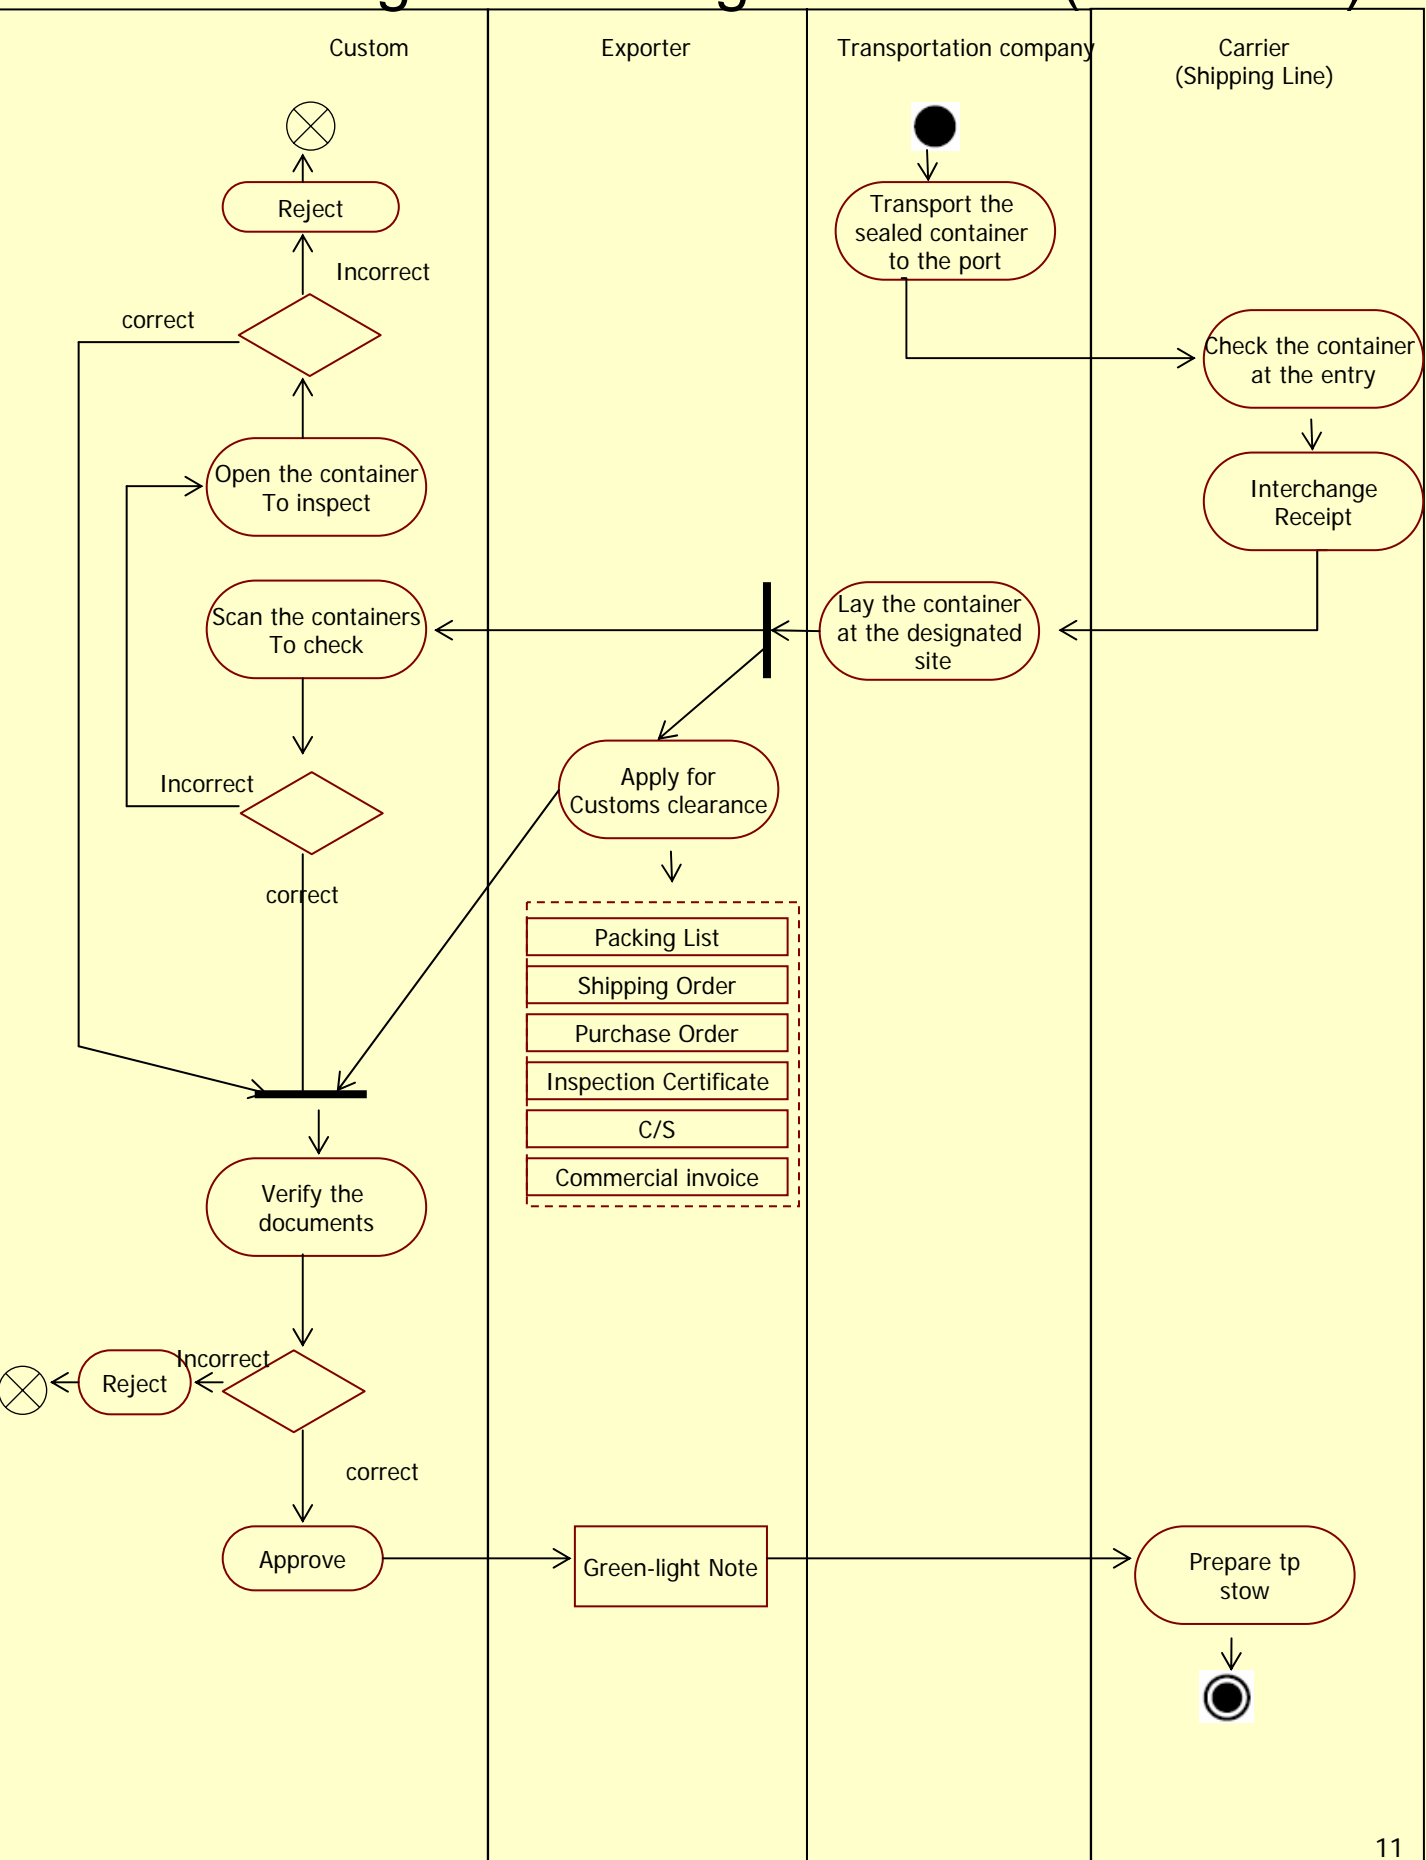 Custom
Exporter
Transportation company
Carrier
(Shipping Line)
Reject
Transport the
sealed container
to the port
Incorrect
correct
Check the container
at the entry
Open the container
To inspect
Interchange
Receipt
Scan the containers
To check
Lay the container
at the designated
site
Incorrect
Apply for
Customs clearance
correct
Packing List
Shipping Order
Purchase Order
Inspection Certificate
C/S
Commercial invoice
Verify the
documents
Incorrect
Reject
correct
Approve
Green-light Note
Prepare tp
stow
11